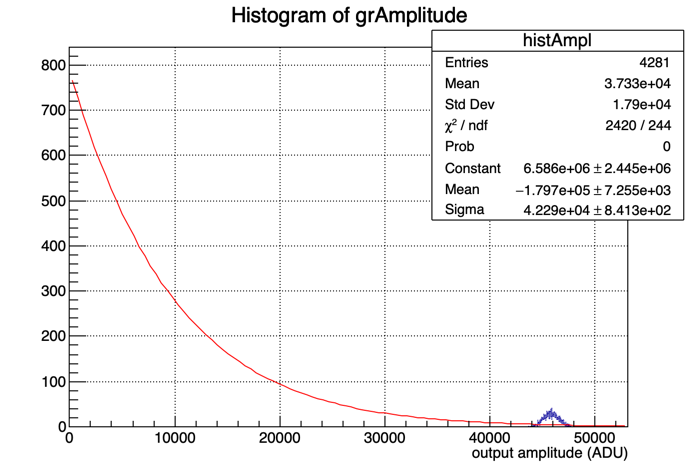 Histogram of grAmplitude
histAmpl
Entries 4281
Mean 3.733e+04
Std Dev 1.79e+04
χ² / ndf 2420 / 244
Prob 0
Constant 6.586e+06 ± 2.445e+06
Mean −1.797e+05 ± 7.255e+03
Sigma 4.229e+04 ± 8.413e+02
800
700
600
500
400
300
200
100
0
0 10000 20000 30000 40000 50000
output amplitude (ADU)